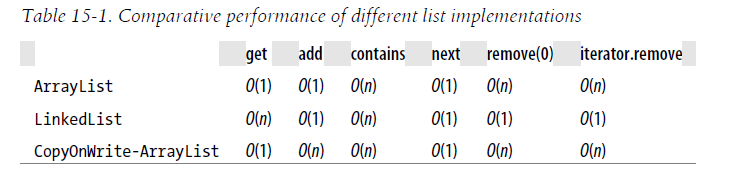 Table 15-1. Comparative performance of different list implementations
get add contains next remove(0) iterator.remove
ArrayList O(1) O(1) O(n) O(1) O(n) O(n)
LinkedList O(n) O(1) O(n) O(1) O(1) O(1)
CopyOnWrite-ArrayList O(1) O(n) O(n) O(1) O(n) O(n)